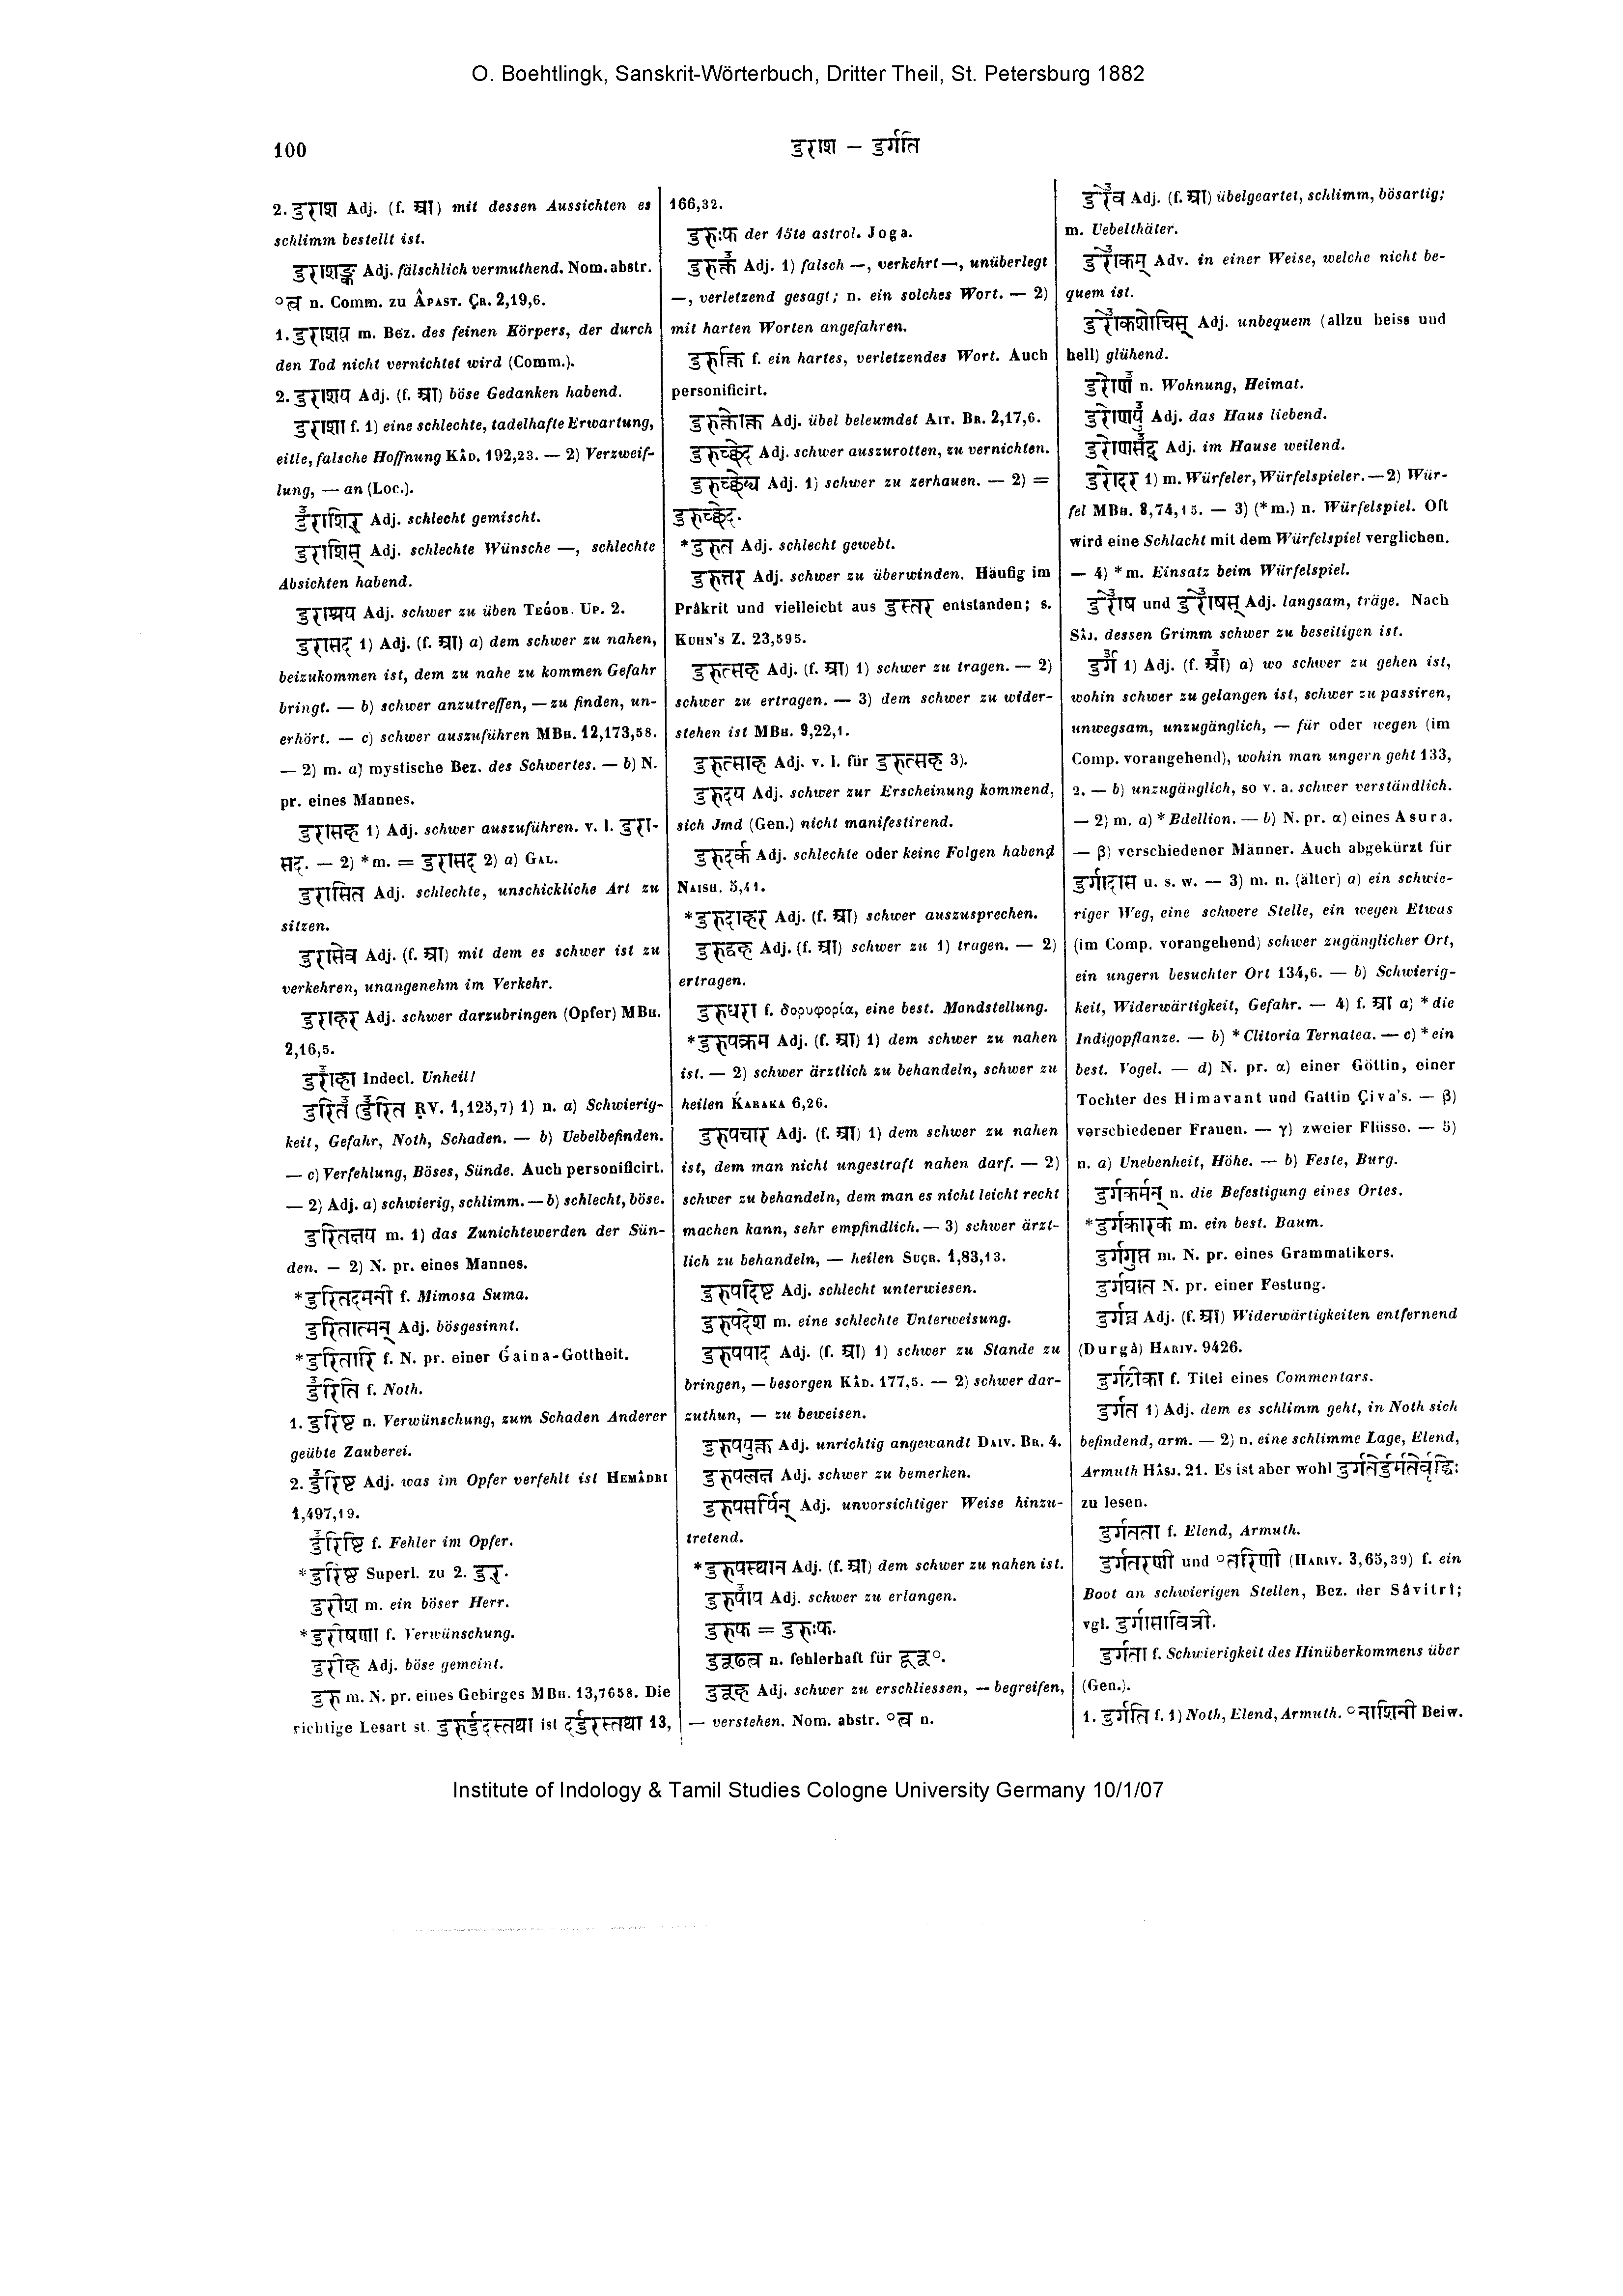 O. Boehtlingk, Sanskrit-Wörterbuch, Dritter Theil, St. Petersburg 1882
100
दुराश — दुर्गति
2. दुराश Adj. (f. आ) mit dessen Aussichten es
schlimm bestellt ist.
दुराशङ्क Adj. fälschlich vermuthend. Nom. abstr.
°त्व n. Comm. zu ÂPAST. ÇR. 2,19,6.
1. दुराशय m. Bez. des feinen Körpers, der durch
den Tod nicht vernichtet wird (Comm.).
2. दुराशय Adj. (f. आ) böse Gedanken habend.
दुराशा f. 1) eine schlechte, tadelhafte Erwartung,
eitle, falsche Hoffnung KÂD. 192,23. — 2) Verzweif-
lung, — an (Loc.).
दुराशिर् Adj. schlecht gemischt.
दुराशिस् Adj. schlechte Wünsche —, schlechte
Absichten habend.
दुराश्रय Adj. schwer zu üben TEǴOB. UP. 2.
दुरासद 1) Adj. (f. आ) a) dem schwer zu nahen,
beizukommen ist, dem zu nahe zu kommen Gefahr
bringt. — b) schwer anzutreffen, — zu finden, un-
erhört. — c) schwer auszuführen MBH. 12,173,58.
— 2) m. a) mystische Bez. des Schwertes. — b) N.
pr. eines Mannes.
दुरासह 1) Adj. schwer auszuführen. v. l. दुरा-
सद. — 2) *m. = दुरासद 2) a) GAL.
दुरासित Adj. schlechte, unschickliche Art zu
sitzen.
दुरासेव Adj. (f. आ) mit dem es schwer ist zu
verkehren, unangenehm im Verkehr.
दुराहर Adj. schwer darzubringen (Opfer) MBH.
2,16,5.
दुराहा Indecl. Unheil!
दुरित (दुरित RV. 1,125,7) 1) n. a) Schwierig-
keit, Gefahr, Noth, Schaden. — b) Uebelbefinden.
— c) Verfehlung, Böses, Sünde. Auch personificirt.
— 2) Adj. a) schwierig, schlimm. — b) schlecht, böse.
दुरितक्षय m. 1) das Zunichtewerden der Sün-
den. — 2) N. pr. eines Mannes.
*दुरितदमनी f. Mimosa Suma.
दुरितात्मन् Adj. bösgesinnt.
*दुरितारि f. N. pr. einer Ǵaina-Gottheit.
दुरिति f. Noth.
1. दुरिष्ट n. Verwünschung, zum Schaden Anderer
geübte Zauberei.
2. दुरिष्ट Adj. was im Opfer verfehlt ist HEMÂDRI
1,497,19.
दुरिष्टि f. Fehler im Opfer.
*दुरिष्ठ Superl. zu 2. दुर्.
दुरीश m. ein böser Herr.
*दुरीषणा f. Verwünschung.
दुरीह Adj. böse gemeint.
दुरु m. N. pr. eines Gebirges MBH. 13,7658. Die
richtige Lesart st. दुरुर्दुर्दस्तथा ist दर्दुरस्तथा 13,
166,32.
दुरुःफ der 15te astrol. Joga.
दुरुक्त Adj. 1) falsch —, verkehrt —, unüberlegt
—, verletzend gesagt; n. ein solches Wort. — 2)
mit harten Worten angefahren.
दुरुक्ति f. ein hartes, verletzendes Wort. Auch
personificirt.
दुरुक्तोक्त Adj. übel beleumdet AIT. BR. 2,17,6.
दुरुच्छेद Adj. schwer auszurotten, zu vernichten.
दुरुच्छेद्य Adj. 1) schwer zu zerhauen. — 2) =
दुरुच्छेद.
*दुरुत Adj. schlecht gewebt.
दुरुत्तर Adj. schwer zu überwinden. Häufig im
Prâkrit und vielleicht aus दुस्तर entstanden; s.
KUHN'S Z. 23,595.
दुरुत्सह Adj. (f. आ) 1) schwer zu tragen. — 2)
schwer zu ertragen. — 3) dem schwer zu wider-
stehen ist MBH. 9,22,1.
दुरुत्साह Adj. v. l. für दुरुत्सह 3).
दुरुदय Adj. schwer zur Erscheinung kommend,
sich Jmd (Gen.) nicht manifestirend.
दुरुदर्क Adj. schlechte oder keine Folgen habend
NAISH. 5,41.
*दुरुदाहर Adj. (f. आ) schwer auszusprechen.
दुरुद्वह Adj. (f. आ) schwer zu 1) tragen. — 2)
ertragen.
दुरुधरा f. δορυφορία, eine best. Mondstellung.
*दुरुपक्रम Adj. (f. आ) 1) dem schwer zu nahen
ist. — 2) schwer ärztlich zu behandeln, schwer zu
heilen KARAKA 6,26.
दुरुपचार Adj. (f. आ) 1) dem schwer zu nahen
ist, dem man nicht ungestraft nahen darf. — 2)
schwer zu behandeln, dem man es nicht leicht recht
machen kann, sehr empfindlich. — 3) schwer ärzt-
lich zu behandeln, — heilen SUÇR. 1,83,13.
दुरुपदिष्ट Adj. schlecht unterwiesen.
दुरुपदेश m. eine schlechte Unterweisung.
दुरुपपाद Adj. (f. आ) 1) schwer zu Stande zu
bringen, — besorgen KÂD. 177,5. — 2) schwer dar-
zuthun, — zu beweisen.
दुरुपयुक्त Adj. unrichtig angewandt DAIV. BR. 4.
दुरुपलक्ष Adj. schwer zu bemerken.
दुरुपसर्पिन् Adj. unvorsichtiger Weise hinzu-
tretend.
*दुरुपस्थान Adj. (f. आ) dem schwer zu nahen ist.
दुरुपाप Adj. schwer zu erlangen.
दुरुफ = दुरुःफ.
दुरूढत्व n. fehlerhaft für दूरू°.
दुरूह Adj. schwer zu erschliessen, — begreifen,
— verstehen. Nom. abstr. °त्व n.
दुरेव Adj. (f. आ) übelgeartet, schlimm, bösartig;
m. Uebelthäter.
दुरोकम् Adv. in einer Weise, welche nicht be-
quem ist.
दुरोकशोचिस् Adj. unbequem (allzu heiss und
hell) glühend.
दुरोण n. Wohnung, Heimat.
दुरोणयु Adj. das Haus liebend.
दुरोणसद् Adj. im Hause weilend.
दुरोदर 1) m. Würfeler, Würfelspieler. — 2) Wür-
fel MBH. 8,74,15. — 3) (*m.) n. Würfelspiel. Oft
wird eine Schlacht mit dem Würfelspiel verglichen.
— 4) *m. Einsatz beim Würfelspiel.
दुरोष und दुरोषस् Adj. langsam, träge. Nach
SÂJ. dessen Grimm schwer zu beseitigen ist.
दुर्ग 1) Adj. (f. आ) a) wo schwer zu gehen ist,
wohin schwer zu gelangen ist, schwer zu passiren,
unwegsam, unzugänglich, — für oder wegen (im
Comp. vorangehend), wohin man ungern geht 133,
2. — b) unzugänglich, so v. a. schwer verständlich.
— 2) m. a) *Bdellion. — b) N. pr. α) eines Asura.
— β) verschiedener Männer. Auch abgekürzt für
दुर्गादास u. s. w. — 3) m. n. (älter) a) ein schwie-
riger Weg, eine schwere Stelle, ein wegen Etwas
(im Comp. vorangehend) schwer zugänglicher Ort,
ein ungern besuchter Ort 134,6. — b) Schwierig-
keit, Widerwärtigkeit, Gefahr. — 4) f. आ a) *die
Indigopflanze. — b) *Clitoria Ternatea. — c) *ein
best. Vogel. — d) N. pr. α) einer Göttin, einer
Tochter des Himavant und Gattin Çiva's. — β)
verschiedener Frauen. — γ) zweier Flüsse. — 5)
n. a) Unebenheit, Höhe. — b) Feste, Burg.
दुर्गकर्मन् n. die Befestigung eines Ortes.
*दुर्गकारक m. ein best. Baum.
दुर्गगुप्त m. N. pr. eines Grammatikers.
दुर्गघात N. pr. einer Festung.
दुर्गघ्न Adj. (f. आ) Widerwärtigkeiten entfernend
(Durgâ) HARIV. 9426.
दुर्गटीका f. Titel eines Commentars.
दुर्गत 1) Adj. dem es schlimm geht, in Noth sich
befindend, arm. — 2) n. eine schlimme Lage, Elend,
Armuth HÂSJ. 21. Es ist aber wohl दुर्गतेर्दुर्मतेर्वृद्धिः
zu lesen.
दुर्गतता f. Elend, Armuth.
दुर्गतरणी und °तरिणी (HARIV. 3,65,39) f. ein
Boot an schwierigen Stellen, Bez. der Sâvitrî;
vgl. दुर्गासावित्री.
दुर्गता f. Schwierigkeit des Hinüberkommens über
(Gen.).
1. दुर्गति f. 1) Noth, Elend, Armuth. °नाशिनी Beiw.
Institute of Indology & Tamil Studies Cologne University Germany 10/1/07